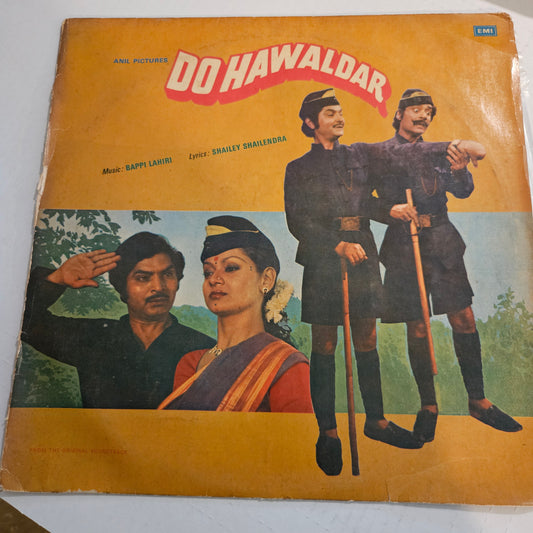 EMI
ANIL PICTURES
DO HAWALDAR
Music: BAPPI LAHIRI
Lyrics: SHAILEY SHAILENDRA
FROM THE ORIGINAL SOUNDTRACK